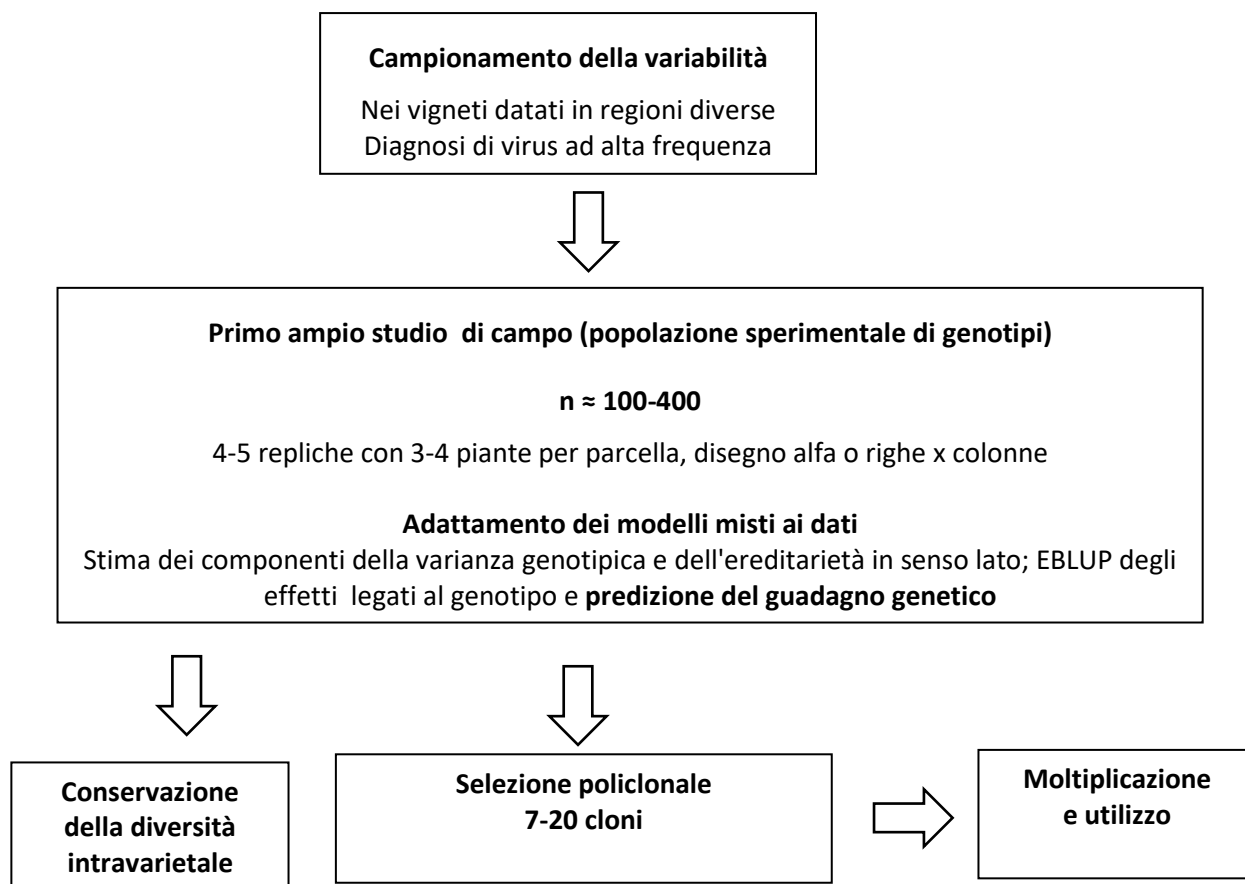 Campionamento della variabilità
Nei vigneti datati in regioni diverse
Diagnosi di virus ad alta frequenza
Primo ampio studio di campo (popolazione sperimentale di genotipi)
n ≈ 100-400
4-5 repliche con 3-4 piante per parcella, disegno alfa o righe x colonne
Adattamento dei modelli misti ai dati
Stima dei componenti della varianza genotipica e dell'ereditarietà in senso lato; EBLUP degli
effetti legati al genotipo e predizione del guadagno genetico
Conservazione
della diversità
intravarietale
Selezione policlonale
7-20 cloni
Moltiplicazione
e utilizzo